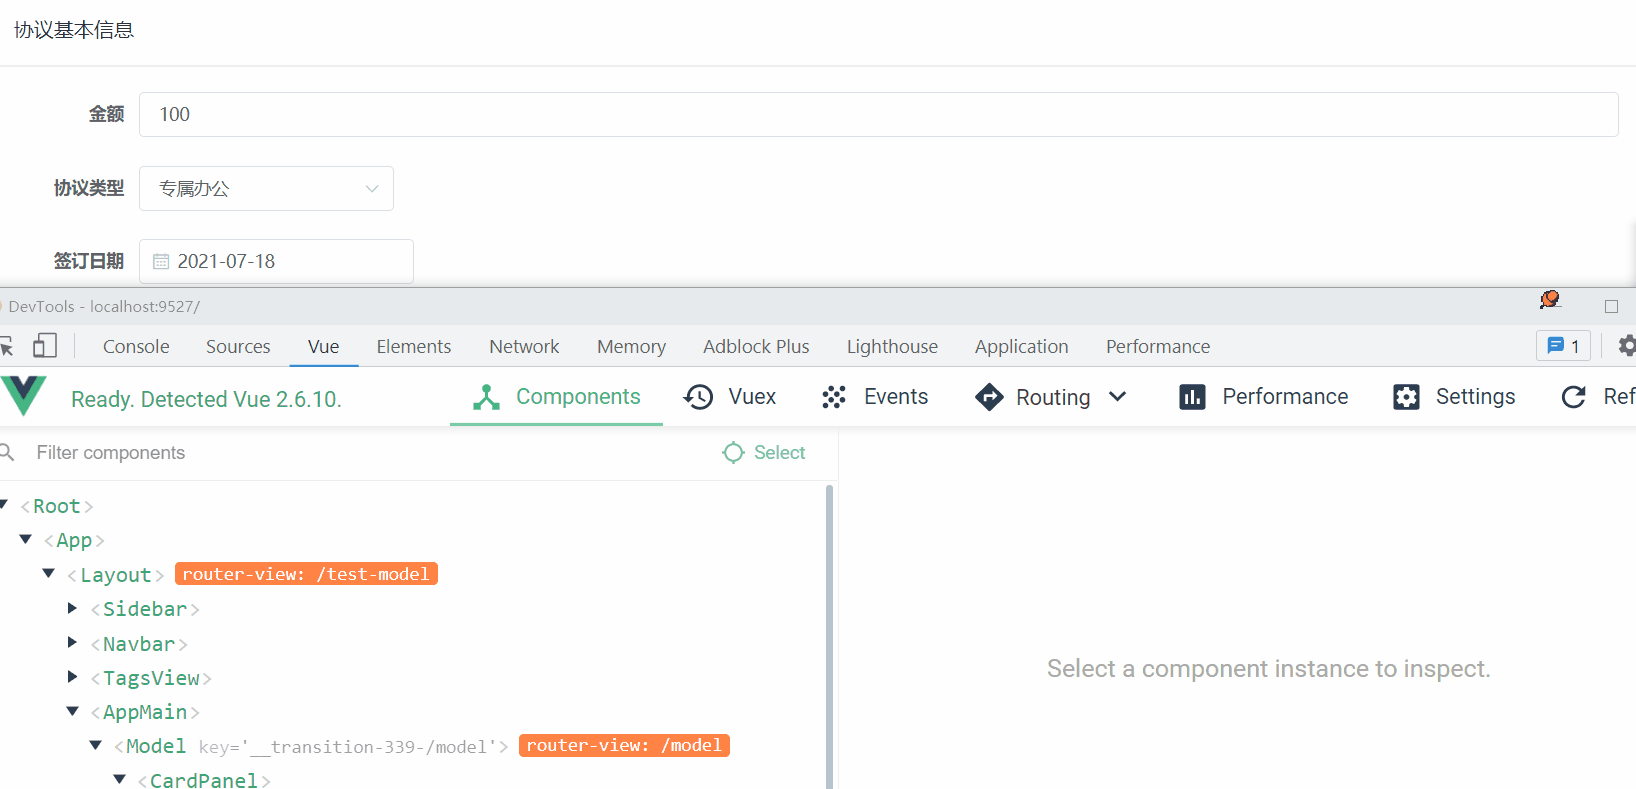 协议基本信息
金额 100
协议类型 专属办公
签订日期 2021-07-18
DevTools - localhost:9527/
Console Sources Vue Elements Network Memory Adblock Plus Lighthouse Application Performance 1
Ready. Detected Vue 2.6.10. Components Vuex Events Routing Performance Settings Ref
Filter components Select
<Root>
<App>
<Layout> router-view: /test-model
<Sidebar>
<Navbar>
<TagsView>
Select a component instance to inspect.
<AppMain>
<Model key='__transition-339-/model'> router-view: /model
<CardPanel>